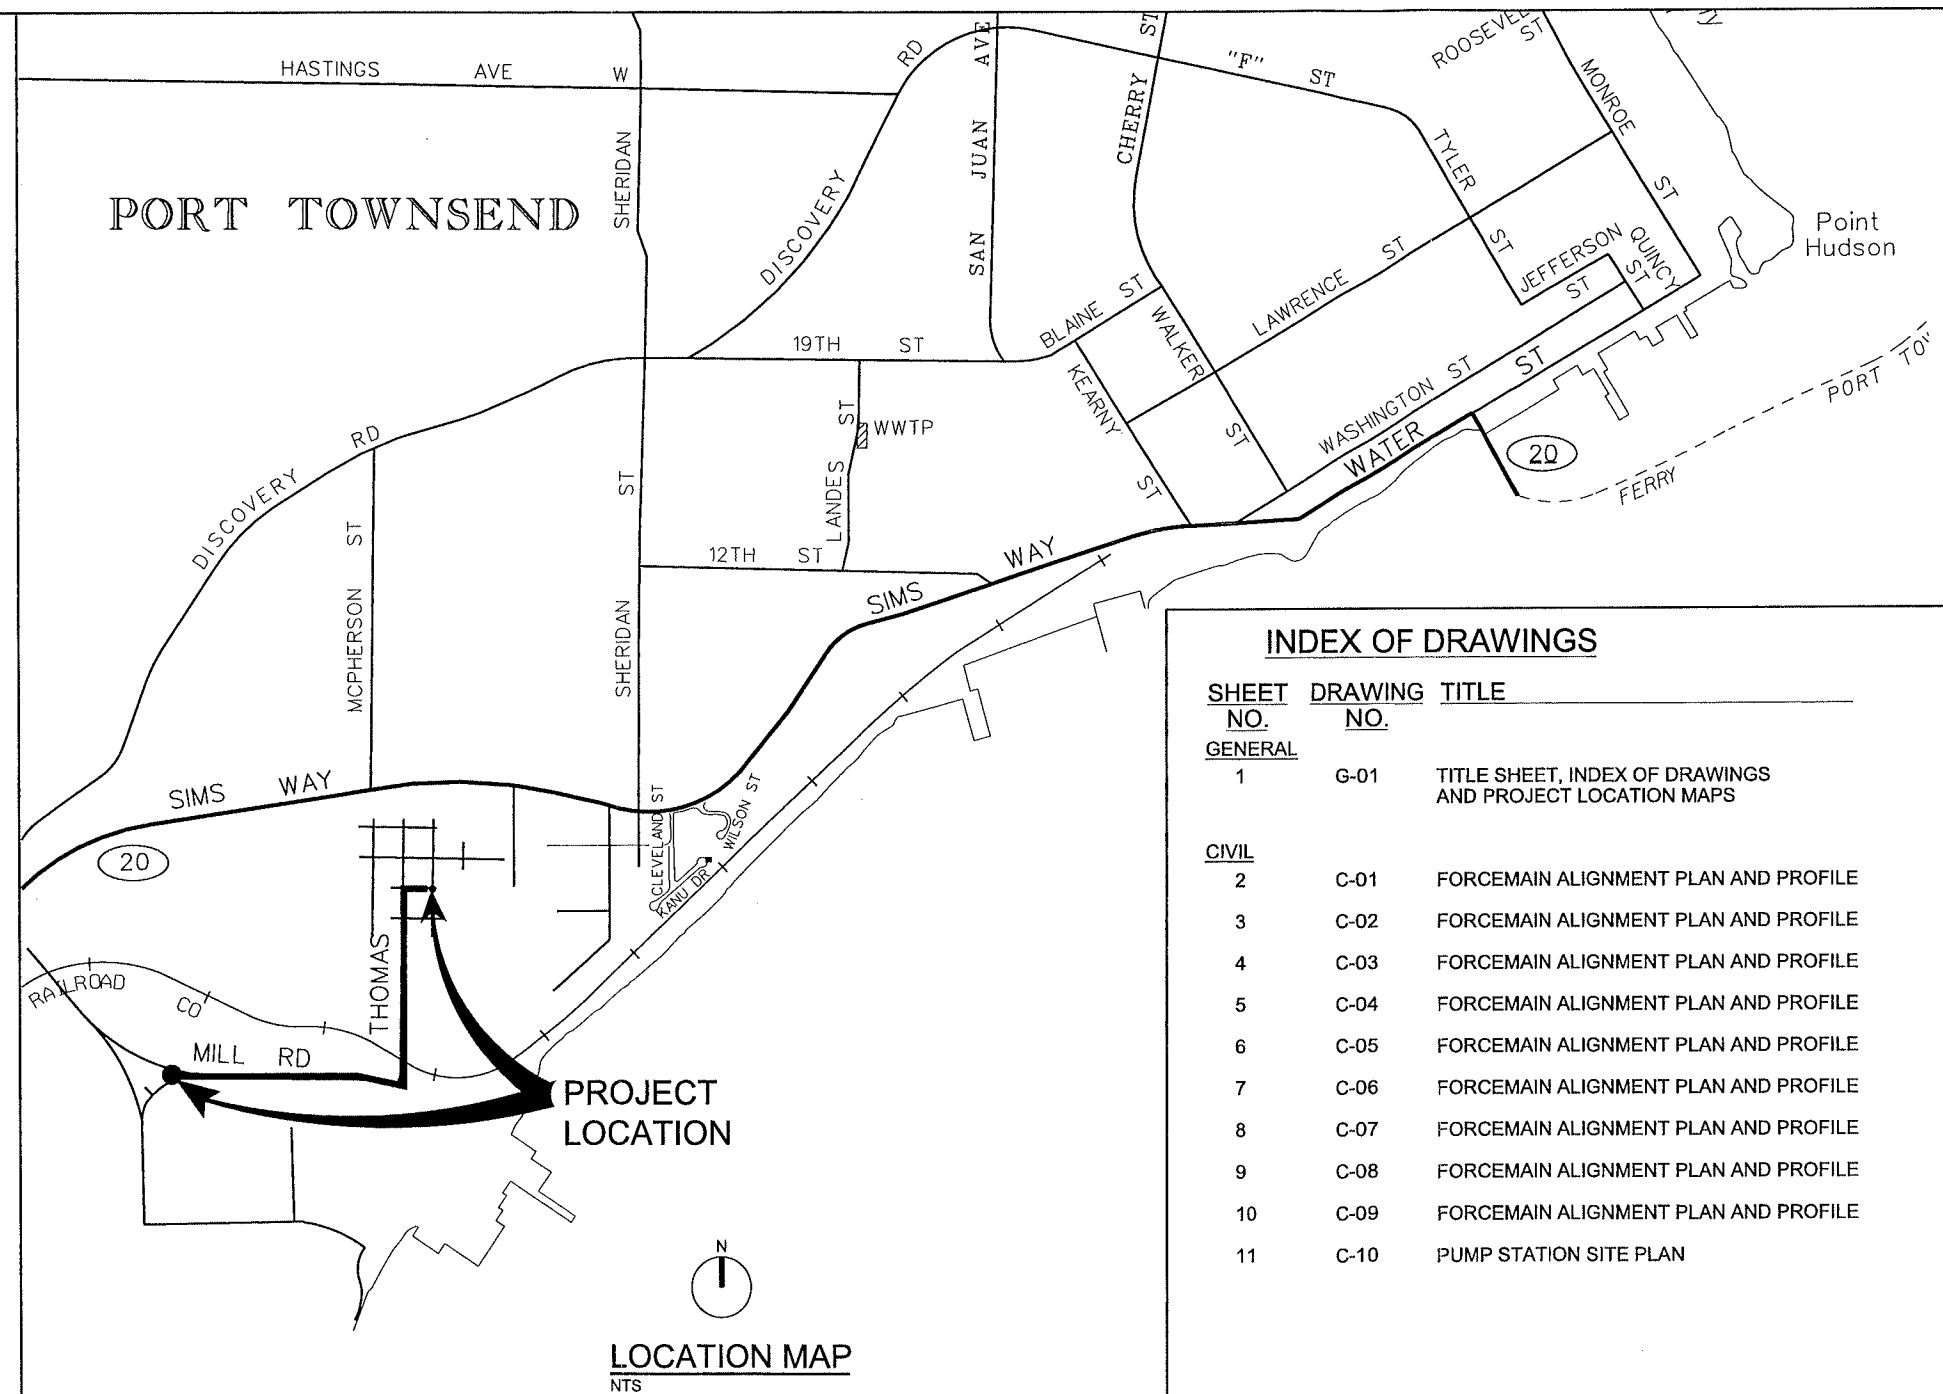 HASTINGS AVE W
PORT TOWNSEND
SHERIDAN
DISCOVERY
RD
SAN JUAN AVE
CHERRY ST
"F" ST
ST
MONROE
ST
TYLER
ST
Point
Hudson
JEFFERSON
ST
QUINCY
ST
LAWRENCE ST
BLAINE ST
WALKER
ST
KEARNY
ST
19TH ST
LANDES ST
WWTP
WASHINGTON ST
WATER ST
20
FERRY
PORT
DISCOVERY RD
MCPHERSON ST
SHERIDAN ST
12TH ST
SIMS WAY
SIMS WAY
20
CLEVELAND ST
WILSON ST
KANU DR
THOMAS
RAILROAD CO
MILL RD
PROJECT
LOCATION
N
LOCATION MAP
NTS
INDEX OF DRAWINGS
SHEET DRAWING TITLE
NO. NO.
GENERAL
1 G-01 TITLE SHEET, INDEX OF DRAWINGS
AND PROJECT LOCATION MAPS
CIVIL
2 C-01 FORCEMAIN ALIGNMENT PLAN AND PROFILE
3 C-02 FORCEMAIN ALIGNMENT PLAN AND PROFILE
4 C-03 FORCEMAIN ALIGNMENT PLAN AND PROFILE
5 C-04 FORCEMAIN ALIGNMENT PLAN AND PROFILE
6 C-05 FORCEMAIN ALIGNMENT PLAN AND PROFILE
7 C-06 FORCEMAIN ALIGNMENT PLAN AND PROFILE
8 C-07 FORCEMAIN ALIGNMENT PLAN AND PROFILE
9 C-08 FORCEMAIN ALIGNMENT PLAN AND PROFILE
10 C-09 FORCEMAIN ALIGNMENT PLAN AND PROFILE
11 C-10 PUMP STATION SITE PLAN